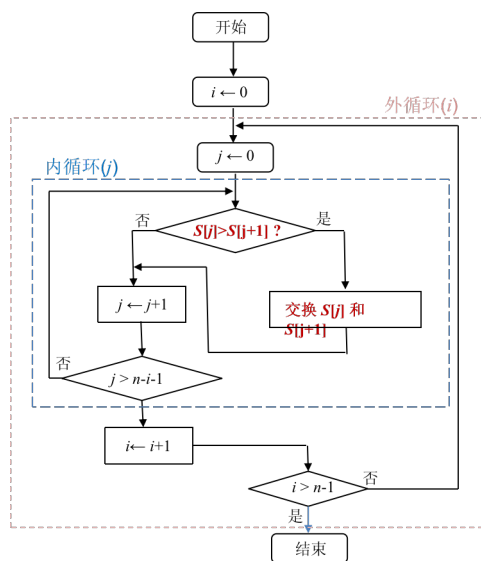 开始
i ← 0
外循环(i)
j ← 0
内循环(j)
否
S[j]>S[j+1] ?
是
j ← j+1
交换 S[j] 和
S[j+1]
否
j > n-i-1
i← i+1
i > n-1
否
是
结束